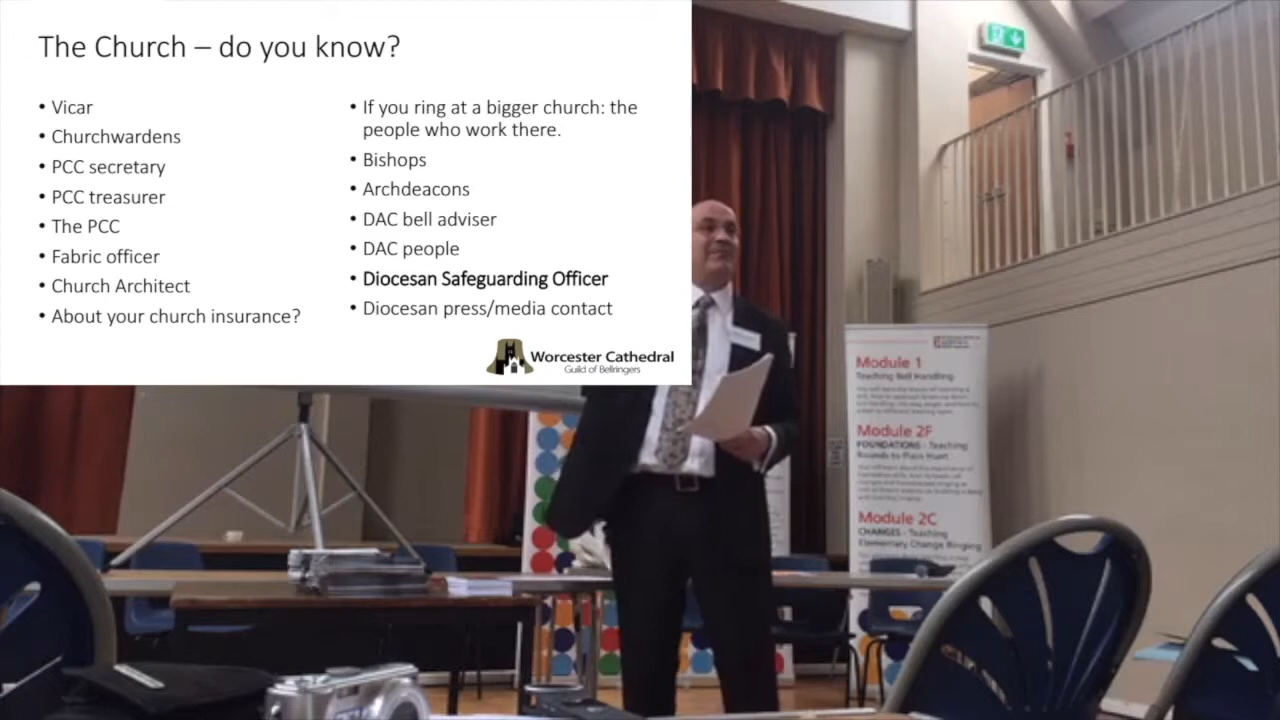 The Church – do you know?
• Vicar
• Churchwardens
• PCC secretary
• PCC treasurer
• The PCC
• Fabric officer
• Church Architect
• About your church insurance?
• If you ring at a bigger church: the
people who work there.
• Bishops
• Archdeacons
• DAC bell adviser
• DAC people
• Diocesan Safeguarding Officer
• Diocesan press/media contact
Worcester Cathedral
Guild of Bellringers
Module 1
Teaching Bell Handling
Module 2F
FOUNDATIONS - Teaching
Rounds to Plain Hunt
Module 2C
CHANGES - Teaching
Elementary Change Ringing